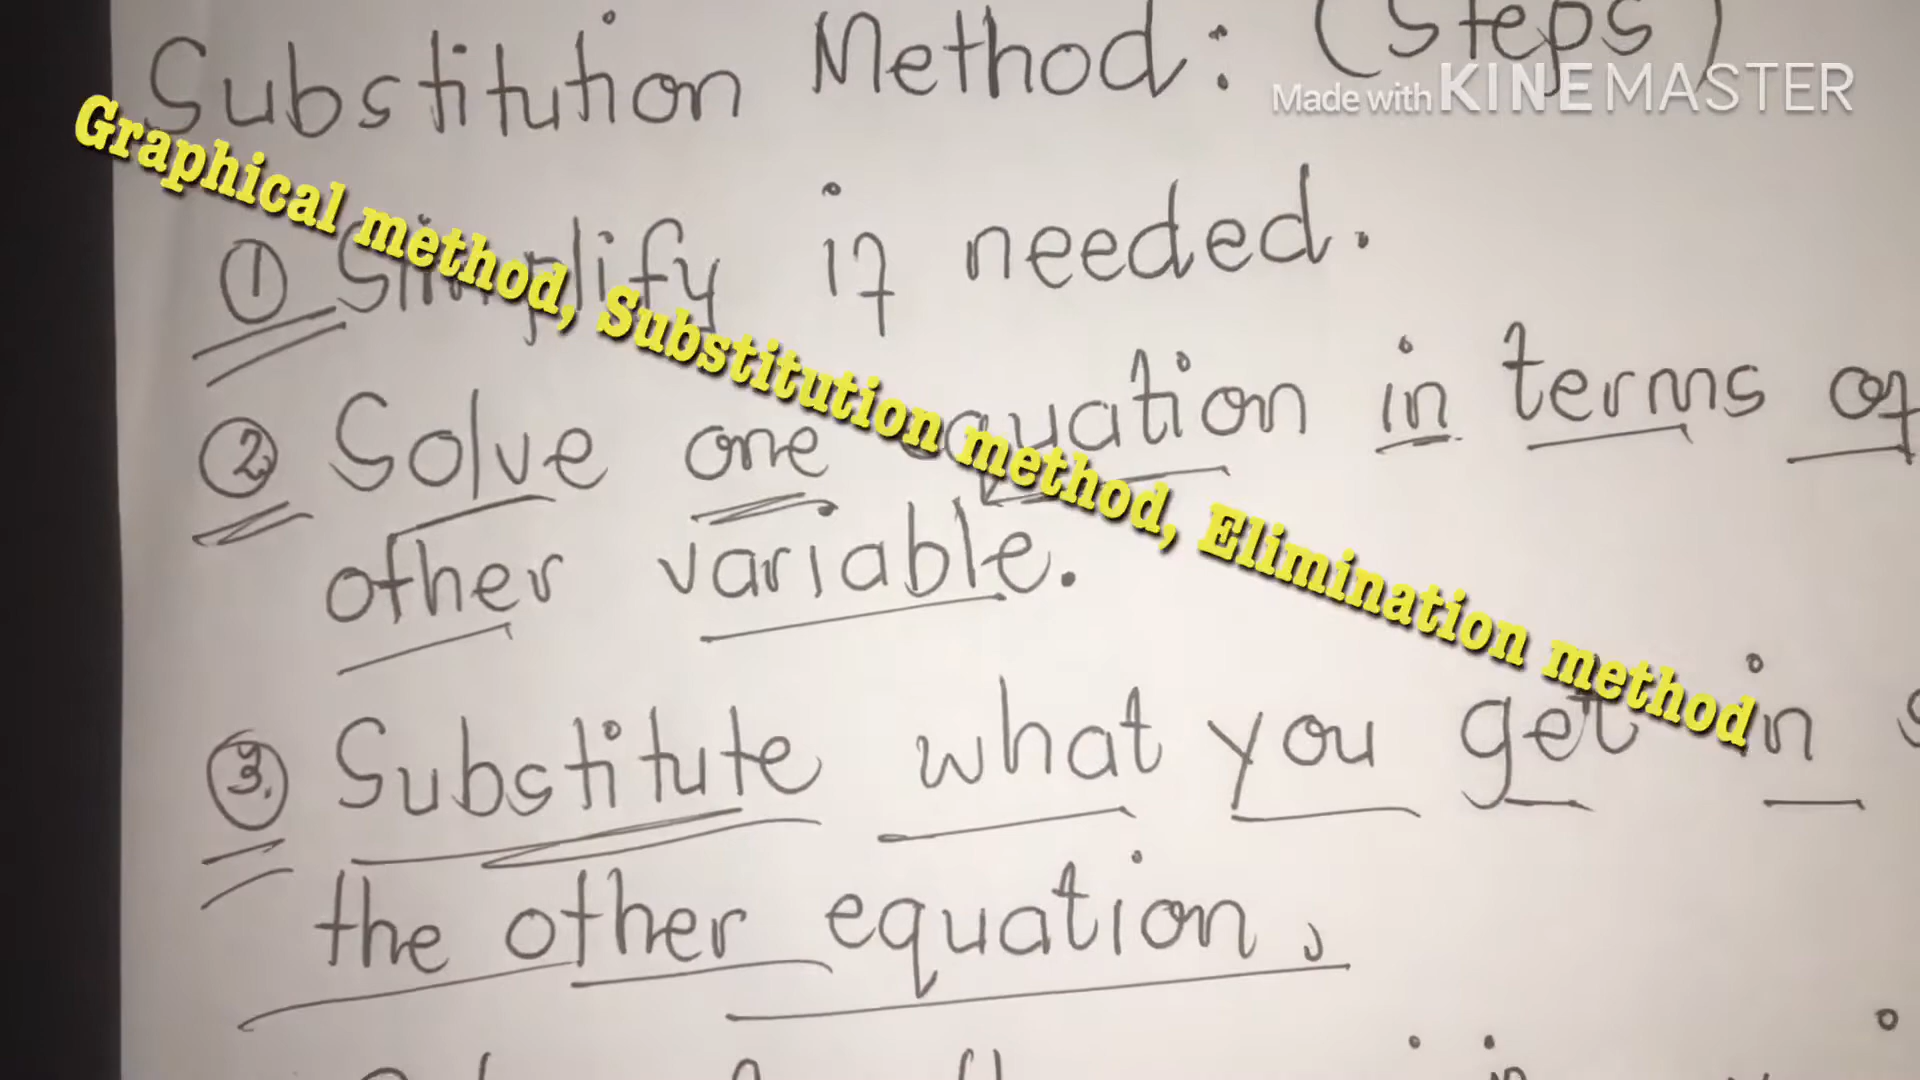 Substitution Method: (Steps)
Made with KINEMASTER
Graphical method, Substitution method, Elimination method
① Simplify if needed.
② Solve one equation in terms of
other variable.
③. Substitute what you get in
the other equation,